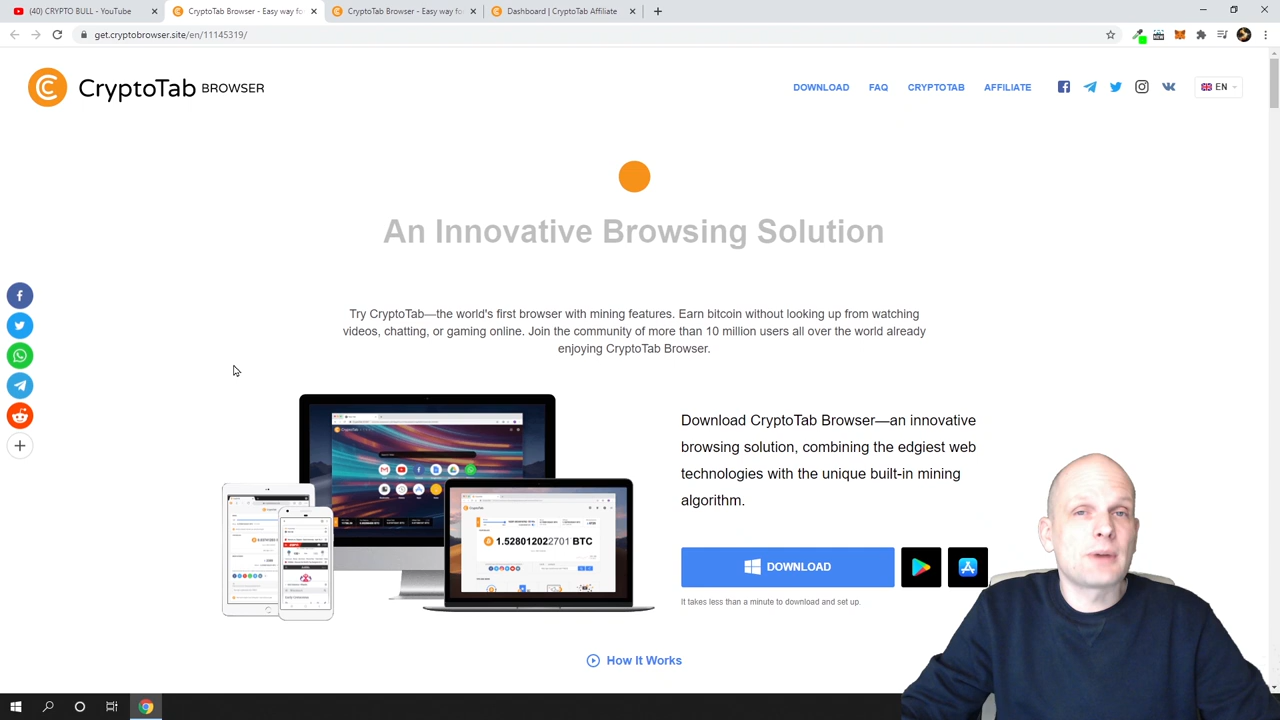 (40) CRYPTO BULL - YouTube
CryptoTab Browser - Easy way fo
CryptoTab Browser - Easy way fo
Dashboard | CryptoTab Affiliate
get.cryptobrowser.site/en/11145319/
CryptoTab BROWSER
DOWNLOAD
FAQ
CRYPTOTAB
AFFILIATE
EN
An Innovative Browsing Solution
Try CryptoTab—the world's first browser with mining features. Earn bitcoin without looking up from watching
videos, chatting, or gaming online. Join the community of more than 10 million users all over the world already
enjoying CryptoTab Browser.
1.528012022701 BTC
Download CryptoTab Browser—an innovative
browsing solution, combining the edgiest web
technologies with the unique built-in mining
algorithm.
DOWNLOAD
It takes less than a minute to download and set up.
How It Works